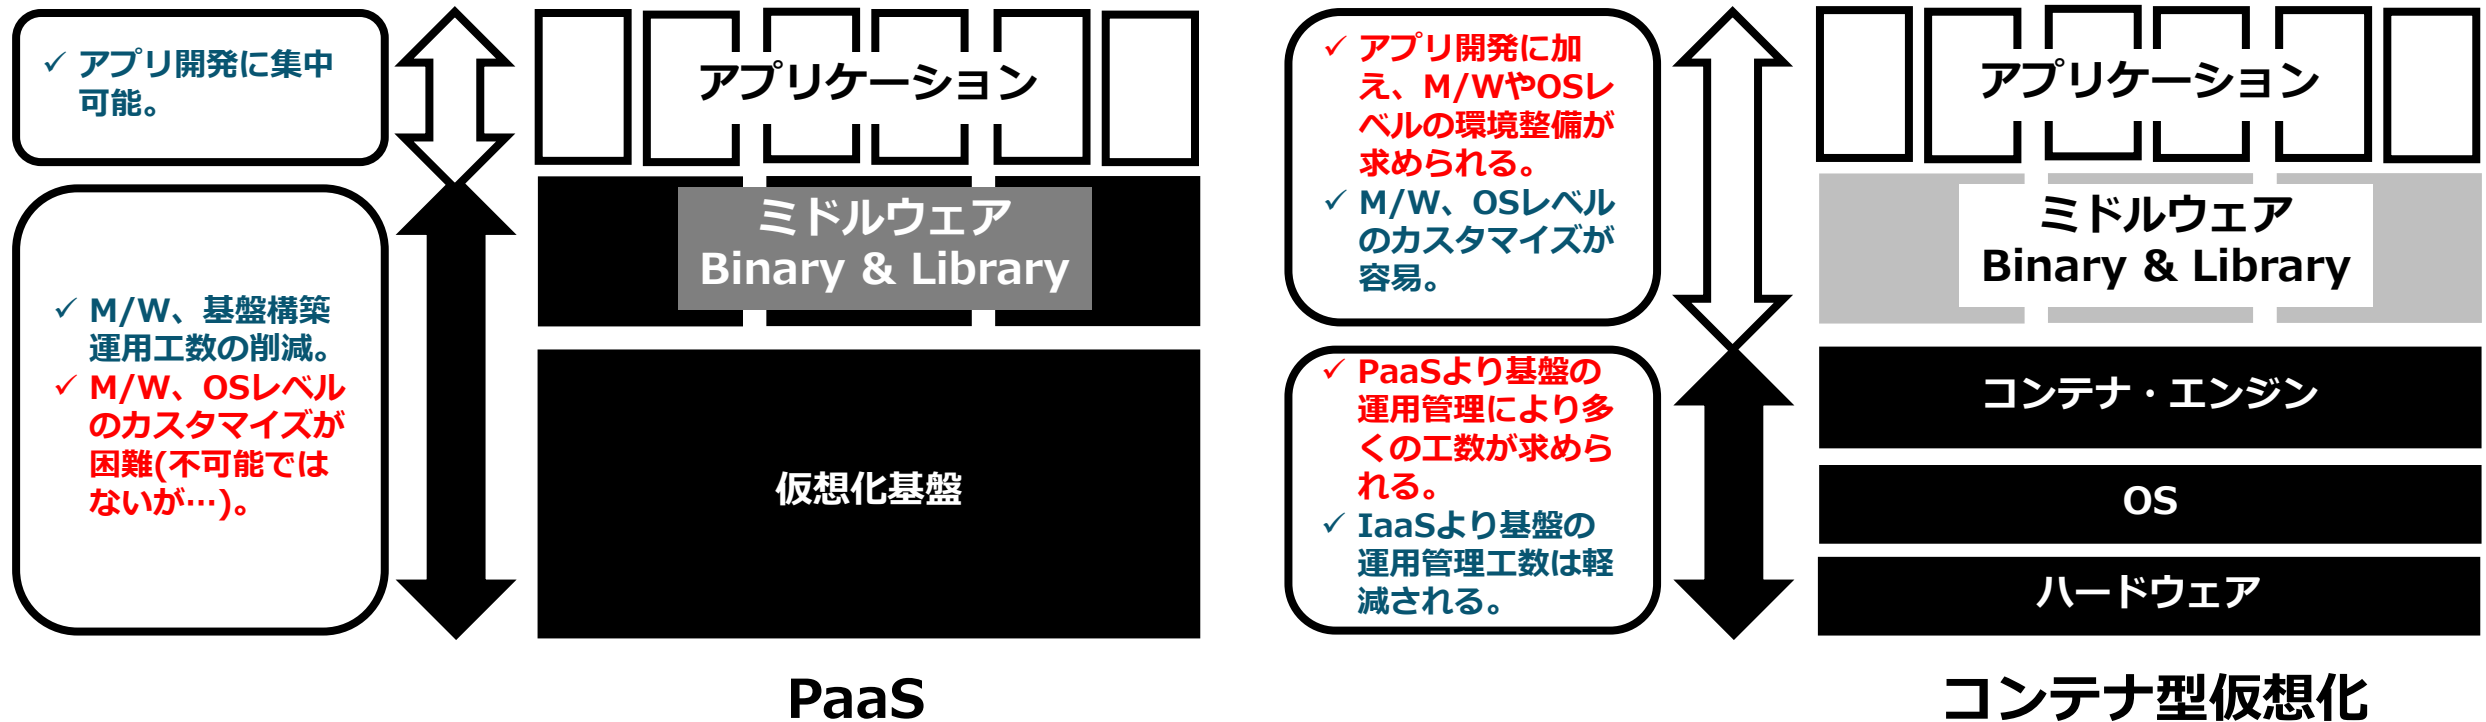 ✓ アプリ開発に集中
可能。
✓ M/W、基盤構築
運用工数の削減。
✓ M/W、OSレベル
のカスタマイズが
困難(不可能では
ないが…)。
アプリケーション
ミドルウェア
Binary & Library
仮想化基盤
PaaS
✓ アプリ開発に加
え、M/WやOSレ
ベルの環境整備が
求められる。
✓ M/W、OSレベル
のカスタマイズが
容易。
✓ PaaSより基盤の
運用管理により多
くの工数が求めら
れる。
✓ IaaSより基盤の
運用管理工数は軽
減される。
アプリケーション
ミドルウェア
Binary & Library
コンテナ・エンジン
OS
ハードウェア
コンテナ型仮想化